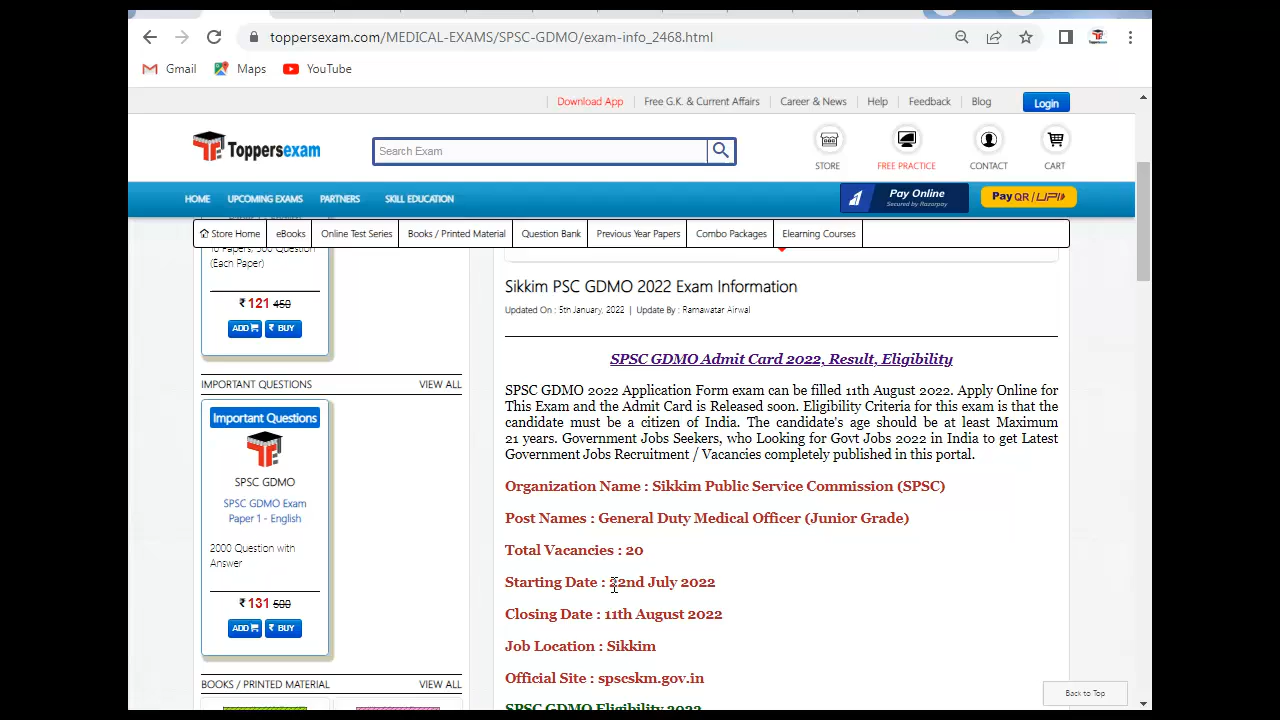 toppersexam.com/MEDICAL-EXAMS/SPSC-GDMO/exam-info_2468.html
Gmail Maps YouTube
Download App Free G.K. & Current Affairs Career & News Help Feedback Blog Login
Toppersexam
Search Exam
STORE FREE PRACTICE CONTACT CART
HOME UPCOMING EXAMS PARTNERS SKILL EDUCATION
Pay Online
Secured by Razorpay
Pay QR / UPI
Store Home eBooks Online Test Series Books / Printed Material Question Bank Previous Year Papers Combo Packages Elearning Courses
(Each Paper)
₹ 121 450
ADD ₹ BUY
IMPORTANT QUESTIONS VIEW ALL
Important Questions
SPSC GDMO
SPSC GDMO Exam
Paper 1 - English
2000 Question with
Answer
₹ 131 500
ADD ₹ BUY
BOOKS / PRINTED MATERIAL VIEW ALL
Sikkim PSC GDMO 2022 Exam Information
Updated On : 5th January, 2022 | Update By : Ramawatar Airwal
SPSC GDMO Admit Card 2022, Result, Eligibility
SPSC GDMO 2022 Application Form exam can be filled 11th August 2022. Apply Online for
This Exam and the Admit Card is Released soon. Eligibility Criteria for this exam is that the
candidate must be a citizen of India. The candidate's age should be at least Maximum
21 years. Government Jobs Seekers, who Looking for Govt Jobs 2022 in India to get Latest
Government Jobs Recruitment / Vacancies completely published in this portal.
Organization Name : Sikkim Public Service Commission (SPSC)
Post Names : General Duty Medical Officer (Junior Grade)
Total Vacancies : 20
Starting Date : 22nd July 2022
Closing Date : 11th August 2022
Job Location : Sikkim
Official Site : spscskm.gov.in
SPSC GDMO Eligibility 2022
Back to Top